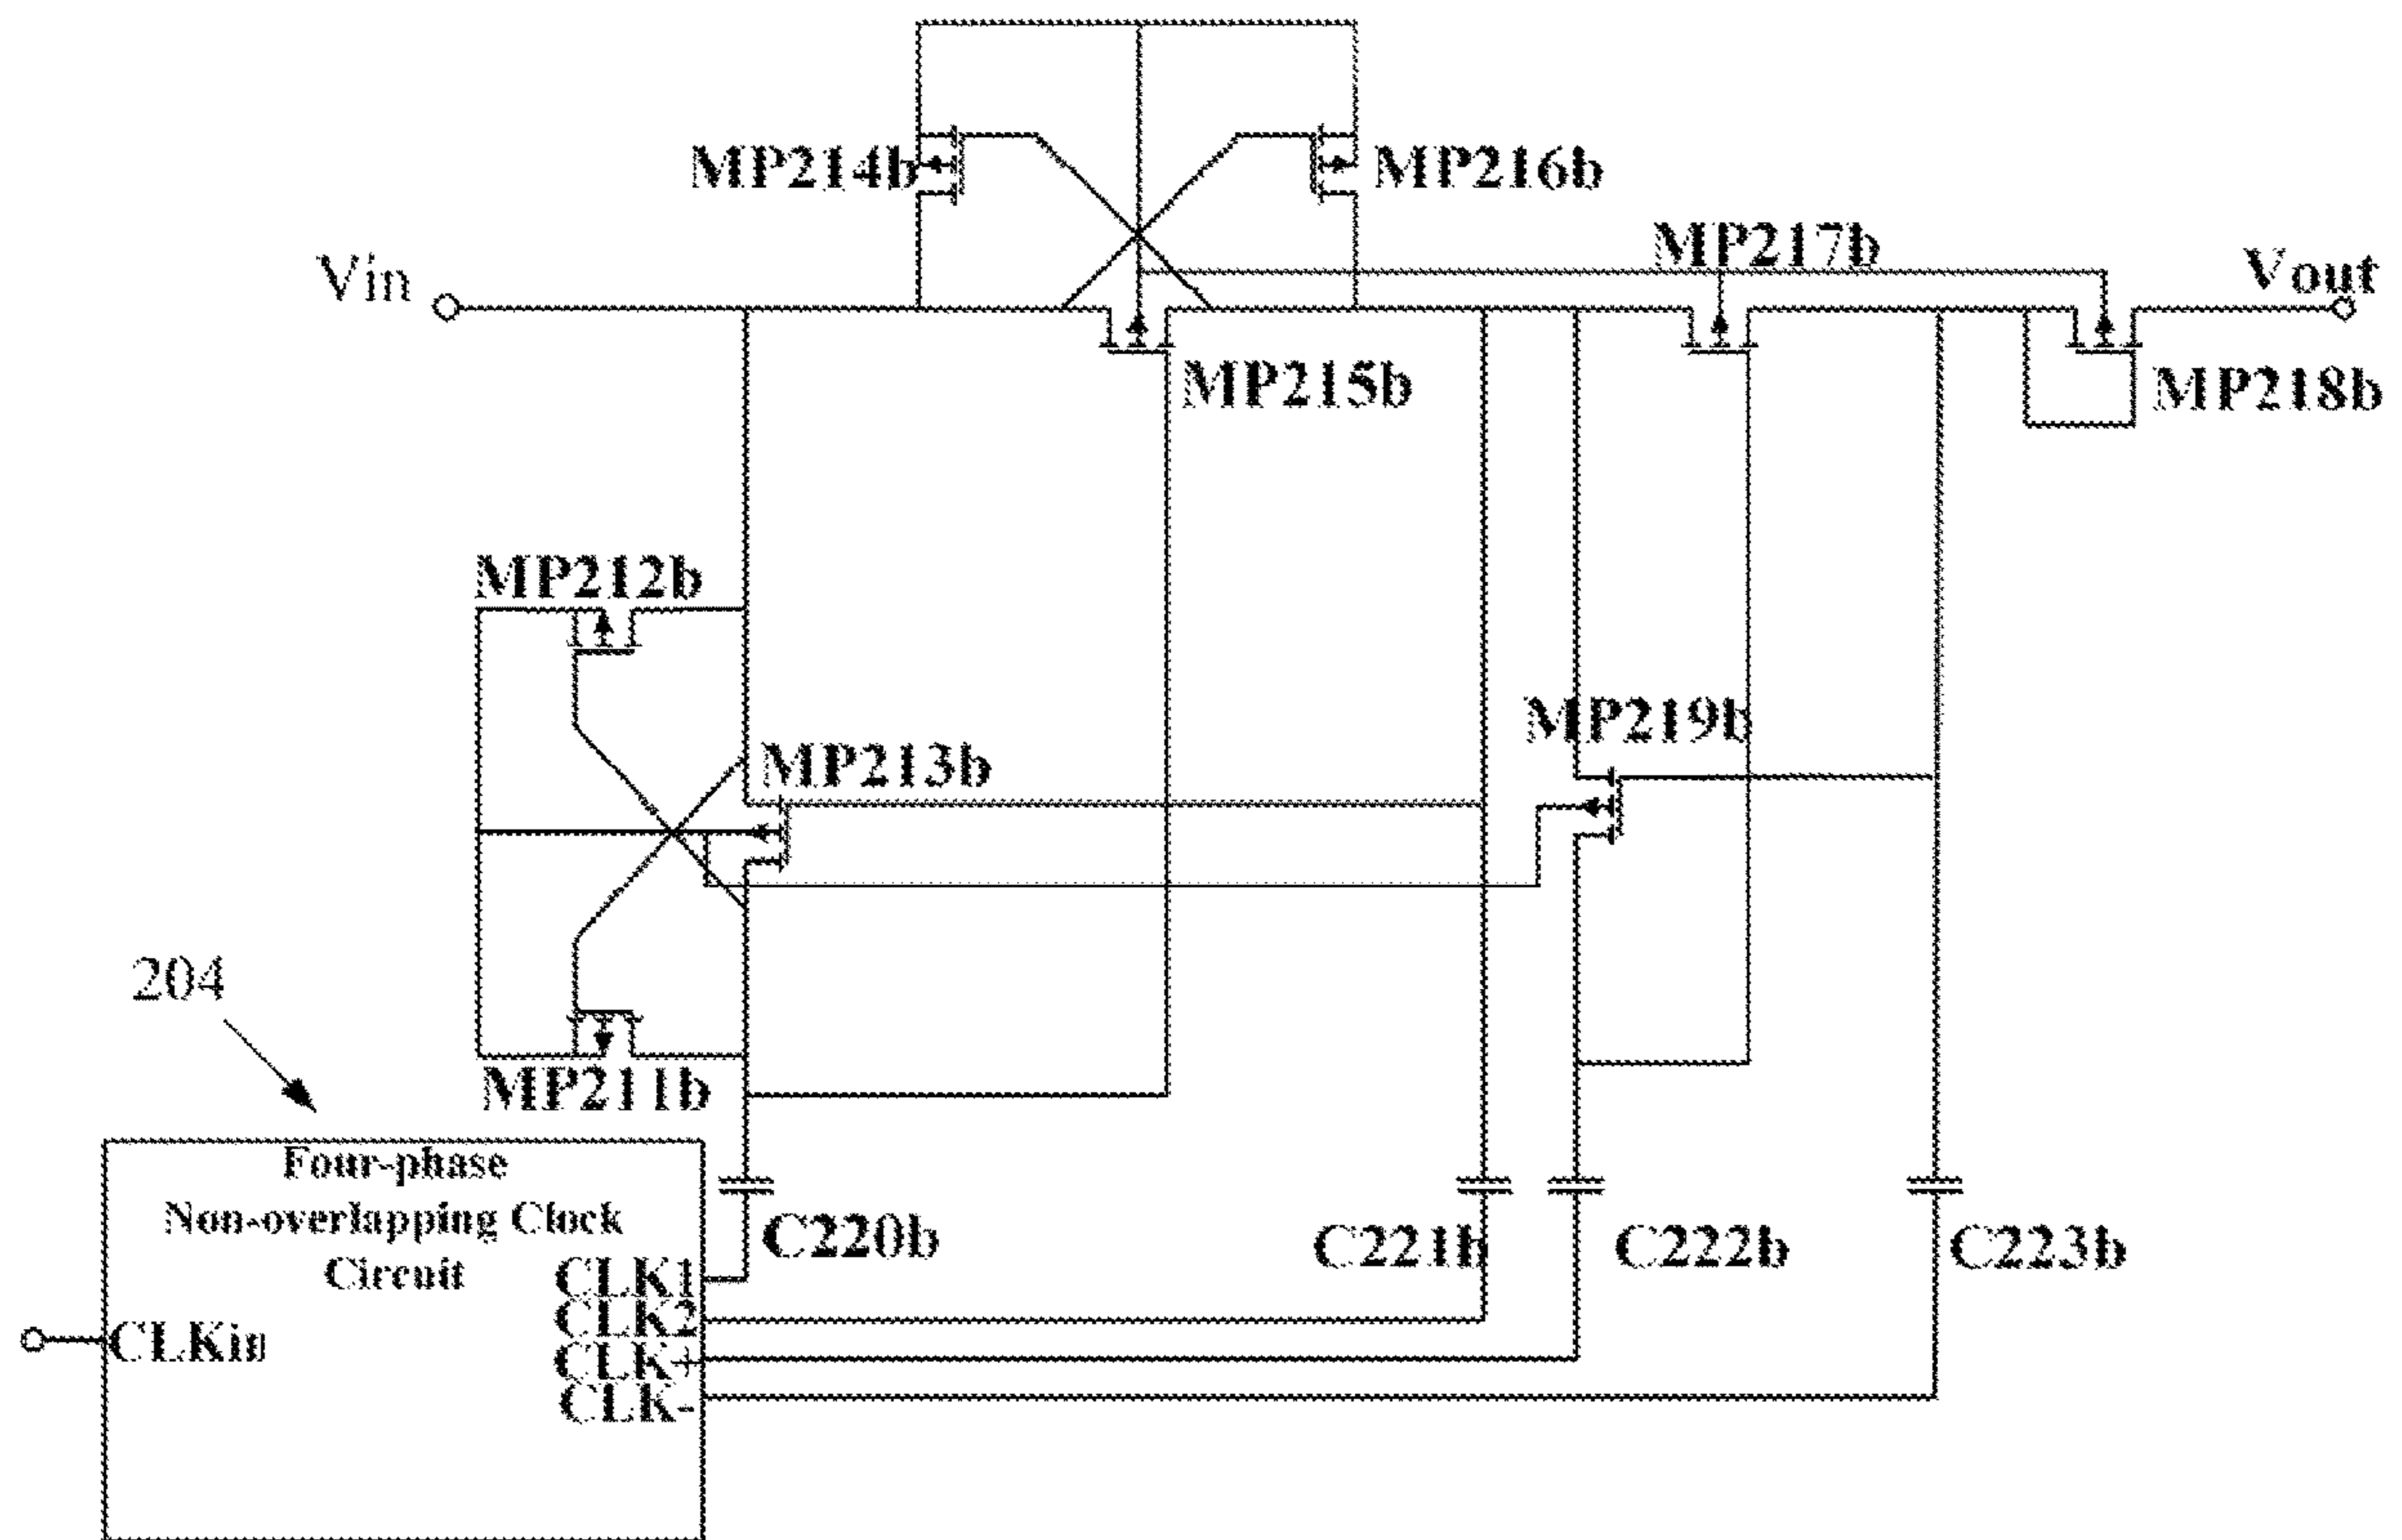 MP214b
MP216b
Vin
MP217b
Vout
MP215b
MP218b
MP212b
MP219b
MP213b
204
MP211b
Four-phase
Non-overlapping Clock
Circuit
C220b
C221b
C222b
C223b
CLK1
CLK2
CLKin
CLK+
CLK-